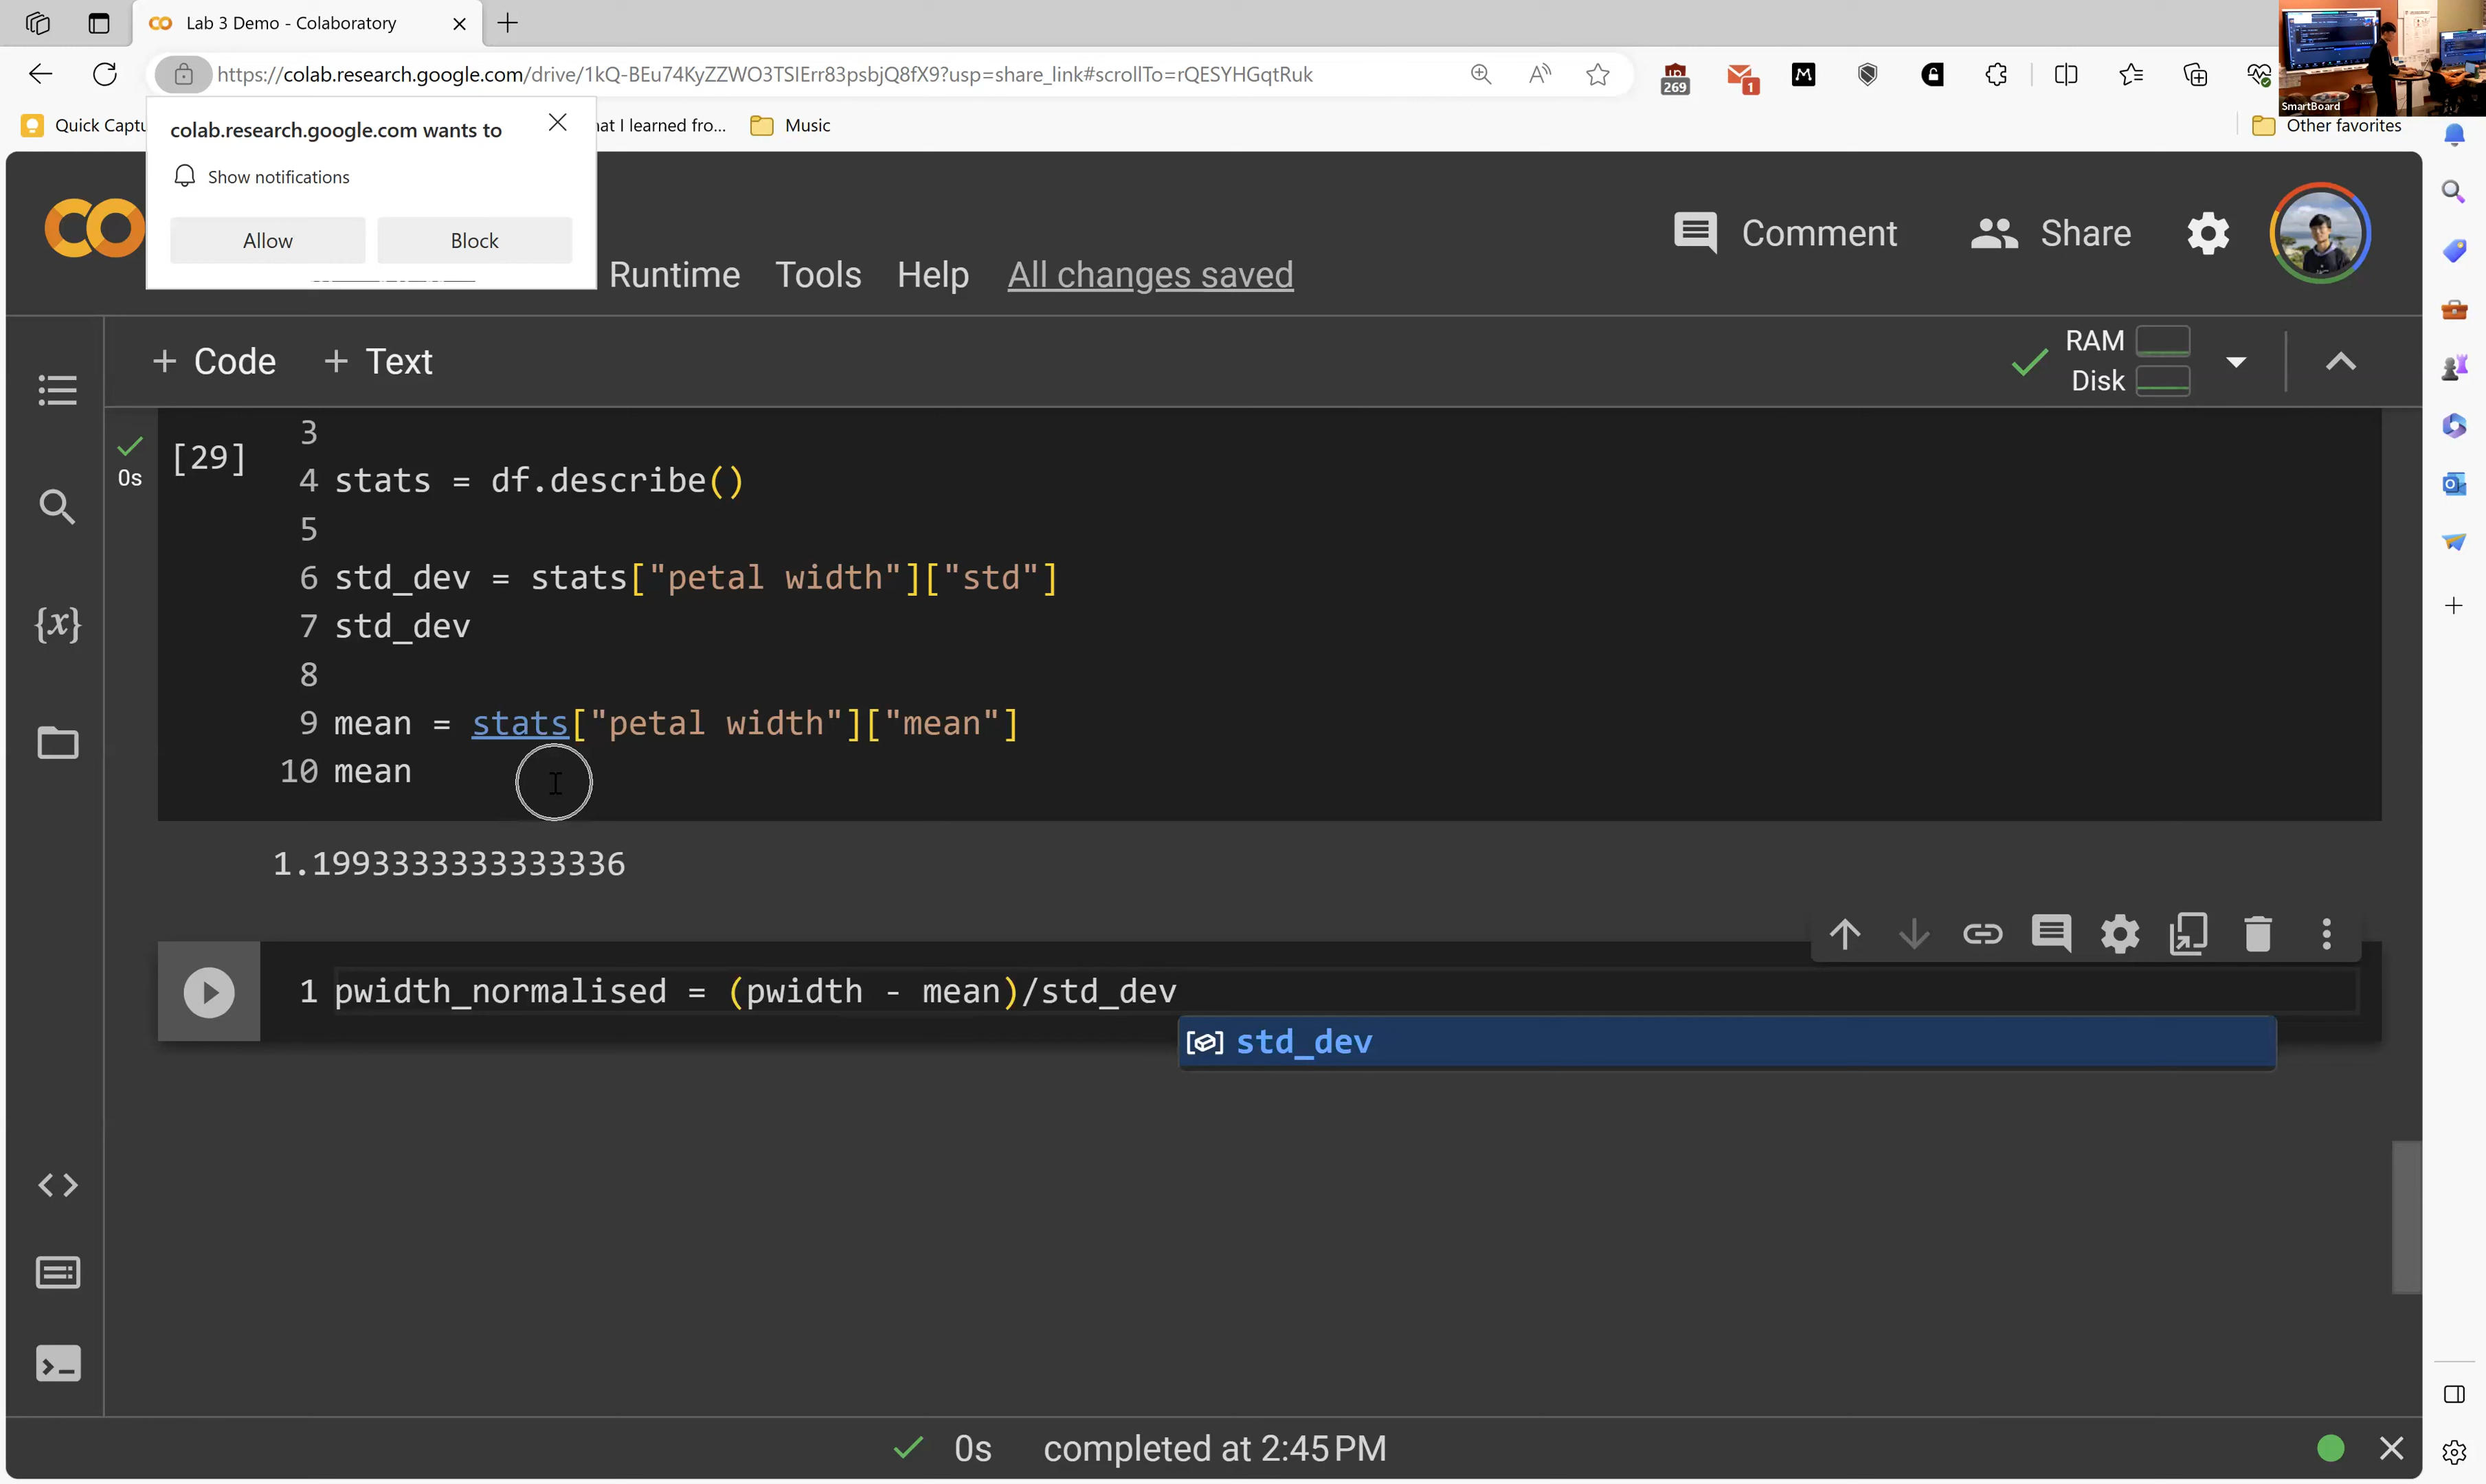 Lab 3 Demo - Colaboratory
https://colab.research.google.com/drive/1kQ-BEu74KyZZWO3TSIErr83psbjQ8fX9?usp=share_link#scrollTo=rQESYHGqtRuk
269
1
SmartBoard
Quick Captu
hat I learned fro...
Music
Other favorites
colab.research.google.com wants to
Show notifications
Allow
Block
Runtime Tools Help All changes saved
Comment
Share
+ Code + Text
RAM
Disk
0s
[29]
3
4 stats = df.describe()
5
6 std_dev = stats["petal width"]["std"]
7 std_dev
8
9 mean = stats["petal width"]["mean"]
10 mean
1.1993333333333336
1 pwidth_normalised = (pwidth - mean)/std_dev
std_dev
0s completed at 2:45 PM